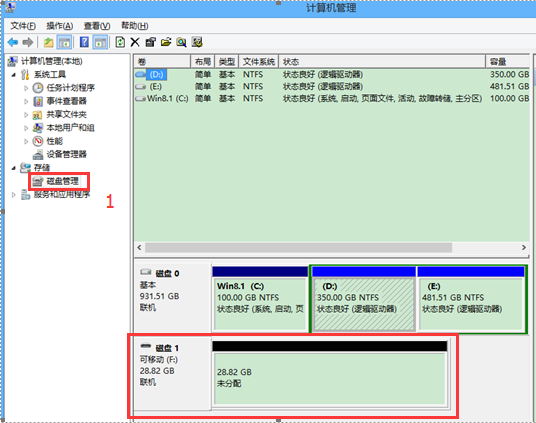 计算机管理
文件(F) 操作(A) 查看(V) 帮助(H)
计算机管理(本地)
系统工具
任务计划程序
事件查看器
共享文件夹
本地用户和组
性能
设备管理器
存储
磁盘管理
服务和应用程序
1
卷 布局 类型 文件系统 状态 容量
(D:) 简单 基本 NTFS 状态良好 (逻辑驱动器) 350.00 GB
(E:) 简单 基本 NTFS 状态良好 (逻辑驱动器) 481.51 GB
Win8.1 (C:) 简单 基本 NTFS 状态良好 (系统, 启动, 页面文件, 活动, 故障转储, 主分区) 100.00 GB
磁盘 0
基本
931.51 GB
联机
Win8.1 (C:)
100.00 GB NTFS
状态良好 (系统, 启动, 页
(D:)
350.00 GB NTFS
状态良好 (逻辑驱动器)
(E:)
481.51 GB NTFS
状态良好 (逻辑驱动器)
磁盘 1
可移动 (F:)
28.82 GB
联机
28.82 GB
未分配